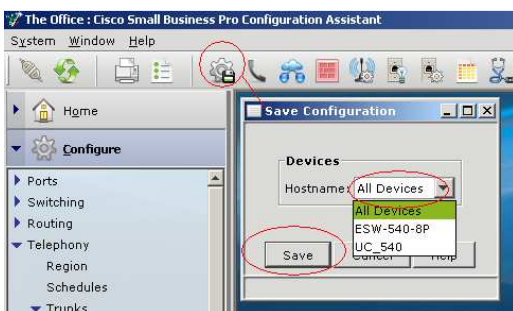 The Office : Cisco Small Business Pro Configuration Assistant
System Window Help
Home
Configure
Ports
Switching
Routing
Telephony
Region
Schedules
Trunks
Save Configuration
Devices
Hostname: All Devices
All Devices
ESW-540-8P
UC_540
Save Cancel Help